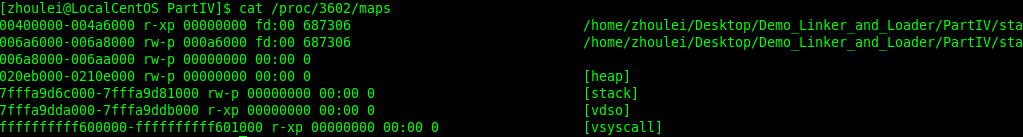 [zhoulei@LocalCentOS PartIV]$ cat /proc/3602/maps
00400000-004a6000 r-xp 00000000 fd:00 687306 /home/zhoulei/Desktop/Demo_Linker_and_Loader/PartIV/sta
006a6000-006a8000 rw-p 000a6000 fd:00 687306 /home/zhoulei/Desktop/Demo_Linker_and_Loader/PartIV/sta
006a8000-006aa000 rw-p 00000000 00:00 0
020eb000-0210e000 rw-p 00000000 00:00 0 [heap]
7fffa9d6c000-7fffa9d81000 rw-p 00000000 00:00 0 [stack]
7fffa9dda000-7fffa9ddb000 r-xp 00000000 00:00 0 [vdso]
ffffffffff600000-ffffffffff601000 r-xp 00000000 00:00 0 [vsyscall]